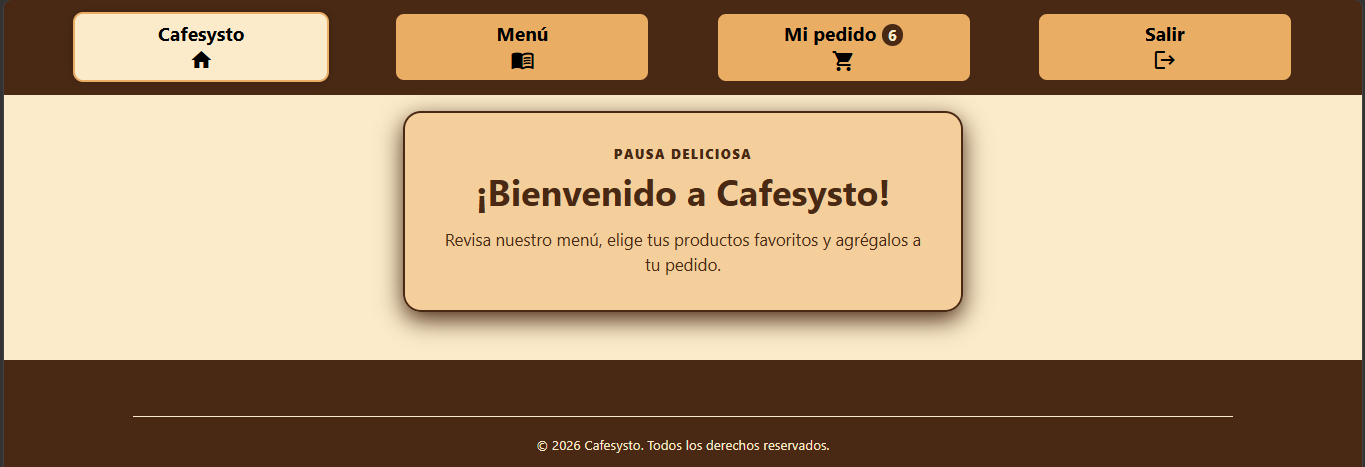 Cafesysto
Menú
Mi pedido 6
Salir
PAUSA DELICIOSA
¡Bienvenido a Cafesysto!
Revisa nuestro menú, elige tus productos favoritos y agrégalos a
tu pedido.
© 2026 Cafesysto. Todos los derechos reservados.